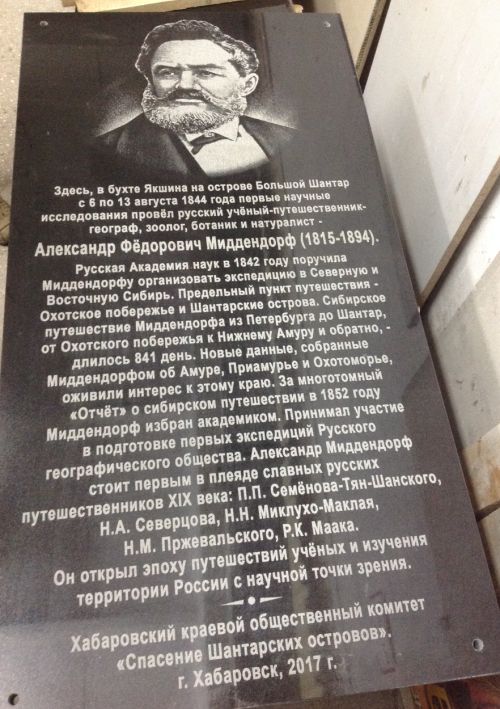 Здесь, в бухте Якшина на острове Большой Шантар
с 6 по 13 августа 1844 года первые научные
исследования провёл русский учёный-путешественник-
географ, зоолог, ботаник и натуралист -
Александр Фёдорович Миддендорф (1815-1894).
Русская Академия наук в 1842 году поручила
Миддендорфу организовать экспедицию в Северную и
Восточную Сибирь. Предельный пункт путешествия -
Охотское побережье и Шантарские острова. Сибирское
путешествие Миддендорфа из Петербурга до Шантар,
от Охотского побережья к Нижнему Амуру и обратно, -
длилось 841 день. Новые данные, собранные
Миддендорфом об Амуре, Приамурье и Охотоморье,
оживили интерес к этому краю. За многотомный
«Отчёт» о сибирском путешествии в 1852 году
Миддендорф избран академиком. Принимал участие
в подготовке первых экспедиций Русского
географического общества. Александр Миддендорф
стоит первым в плеяде славных русских
путешественников XIX века: П.П. Семёнова-Тян-Шанского,
Н.А. Северцова, Н.Н. Миклухо-Маклая,
Н.М. Пржевальского, Р.К. Маака.
Он открыл эпоху путешествий учёных и изучения
территории России с научной точки зрения.
Хабаровский краевой общественный комитет
«Спасение Шантарских островов».
г. Хабаровск, 2017 г.